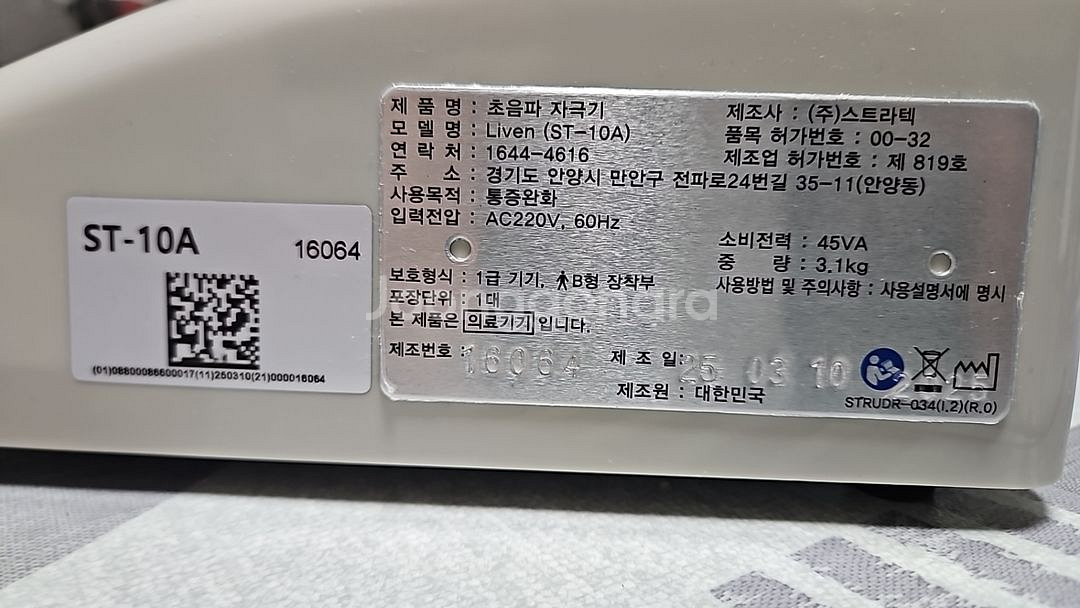 ST-10A 16064
(01)08800086600017(11)250310(21)000016064
제 품 명 : 초음파 자극기 제조사 : (주)스트라텍
모 델 명 : Liven (ST-10A) 품목 허가번호 : 00-32
연 락 처 : 1644-4616 제조업 허가번호 : 제 819호
주 소 : 경기도 안양시 만안구 전파로24번길 35-11(안양동)
사용목적 : 통증완화
입력전압 : AC220V, 60Hz 소비전력 : 45VA
중 량 : 3.1kg
보호형식 : 1급 기기, B형 장착부 사용방법 및 주의사항 : 사용설명서에 명시
포장단위 : 1대
본 제품은 의료기기 입니다.
제조번호 : 16064 제 조 일: 25 03 10
제조원 : 대한민국
STRUDR-034(1.2)(R.0)